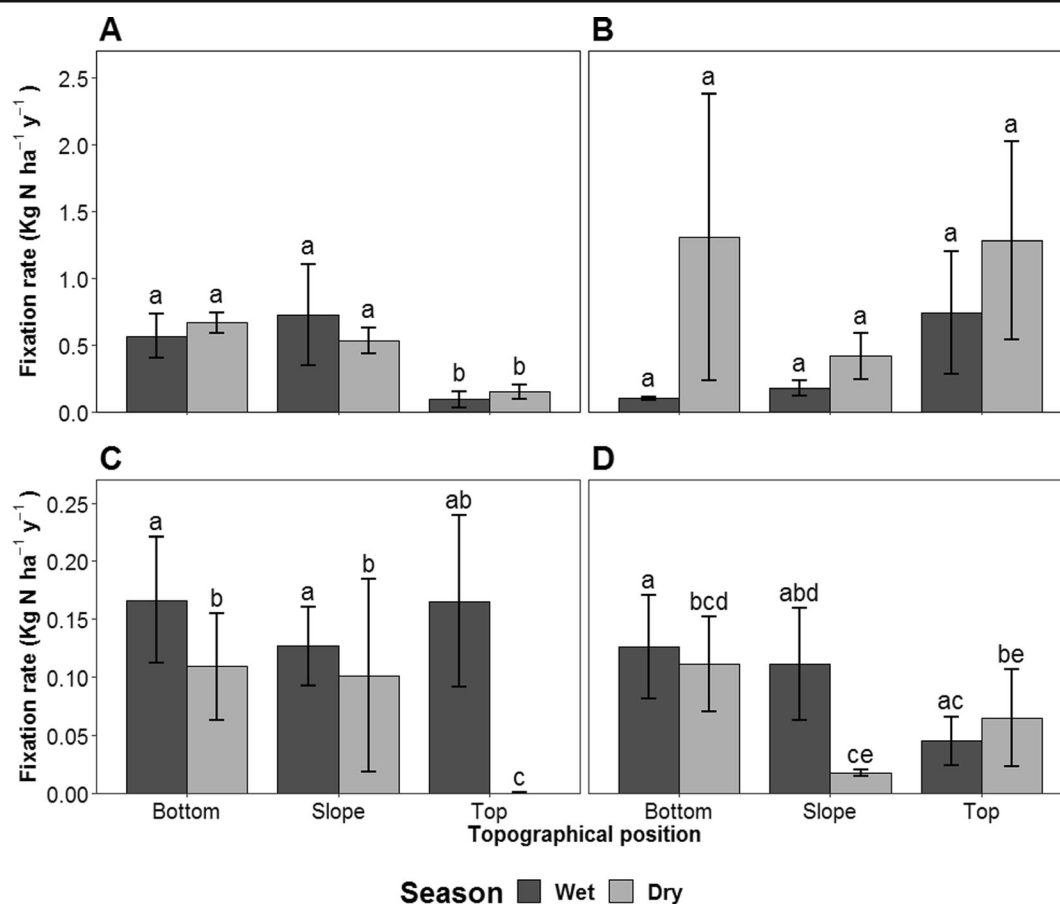 A
B
Fixation rate (Kg N ha⁻¹ y⁻¹)
2.5
2.0
1.5
1.0
0.5
0.0
a a a a b b
a a a a a a
C
D
Fixation rate (Kg N ha⁻¹ y⁻¹)
0.25
0.20
0.15
0.10
0.05
0.00
a b a b ab c
a bcd abd ce ac be
Bottom Slope Top Bottom Slope Top
Topographical position
Season Wet Dry